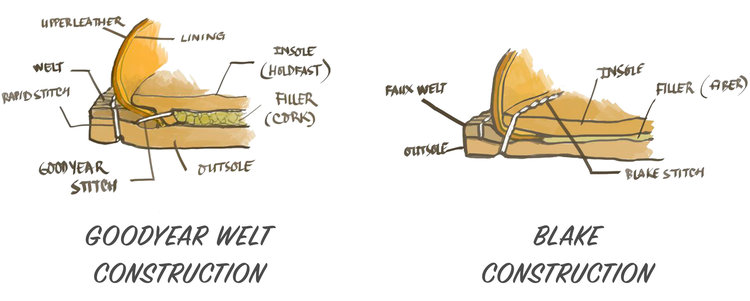 UPPERLEATHER
LINING
WELT
RAPID STITCH
INSOLE
(HOLDFAST)
FILLER
(CORK)
GOODYEAR
STITCH
OUTSOLE
GOODYEAR WELT
CONSTRUCTION
FAUX WELT
INSOLE
FILLER (FIBER)
OUTSOLE
BLAKE STITCH
BLAKE
CONSTRUCTION